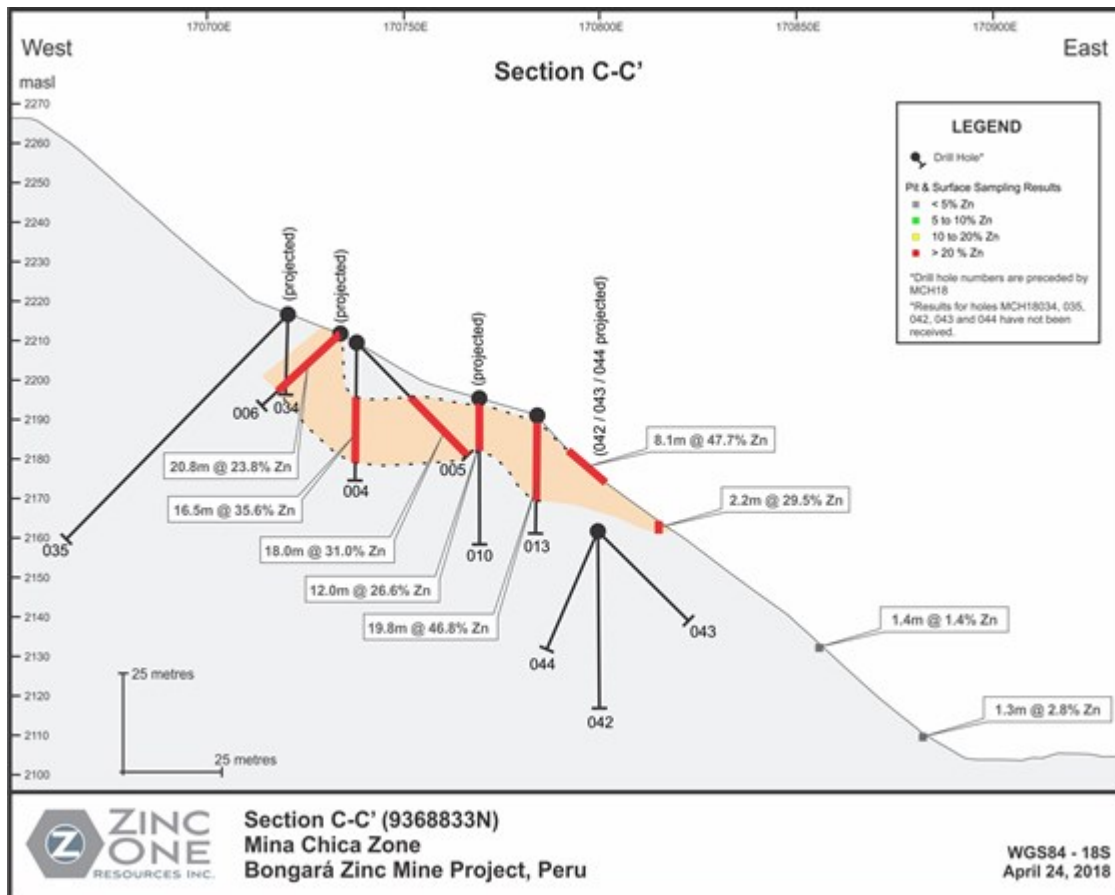 170700E
170750E
170800E
170850E
170900E
West
East
masl
Section C-C'
2270
2260
2250
2240
2230
2220
2210
2200
2190
2180
2170
2160
2150
2140
2130
2120
2110
2100
LEGEND
Drill Hole*
Pit & Surface Sampling Results
< 5% Zn
5 to 10% Zn
10 to 20% Zn
> 20 % Zn
*Drill hole numbers are preceded by
MCH18
*Results for holes MCH18034, 035,
042, 043 and 044 have not been
received.
(projected)
(projected)
(projected)
(042 / 043 / 044 projected)
006
034
005
004
035
010
013
044
043
042
20.8m @ 23.8% Zn
16.5m @ 35.6% Zn
18.0m @ 31.0% Zn
12.0m @ 26.6% Zn
19.8m @ 46.8% Zn
8.1m @ 47.7% Zn
2.2m @ 29.5% Zn
1.4m @ 1.4% Zn
1.3m @ 2.8% Zn
25 metres
25 metres
Z
ZINC
ONE
RESOURCES INC.
Section C-C' (9368833N)
Mina Chica Zone
Bongará Zinc Mine Project, Peru
WGS84 - 18S
April 24, 2018